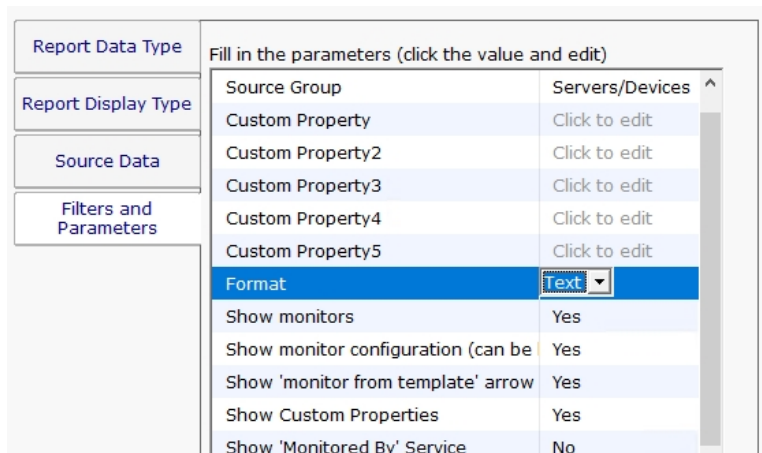 Report Data Type
Report Display Type
Source Data
Filters and
Parameters
Fill in the parameters (click the value and edit)
Source Group Servers/Devices
Custom Property Click to edit
Custom Property2 Click to edit
Custom Property3 Click to edit
Custom Property4 Click to edit
Custom Property5 Click to edit
Format Text
Show monitors Yes
Show monitor configuration (can be Yes
Show 'monitor from template' arrow Yes
Show Custom Properties Yes
Show 'Monitored By' Service No